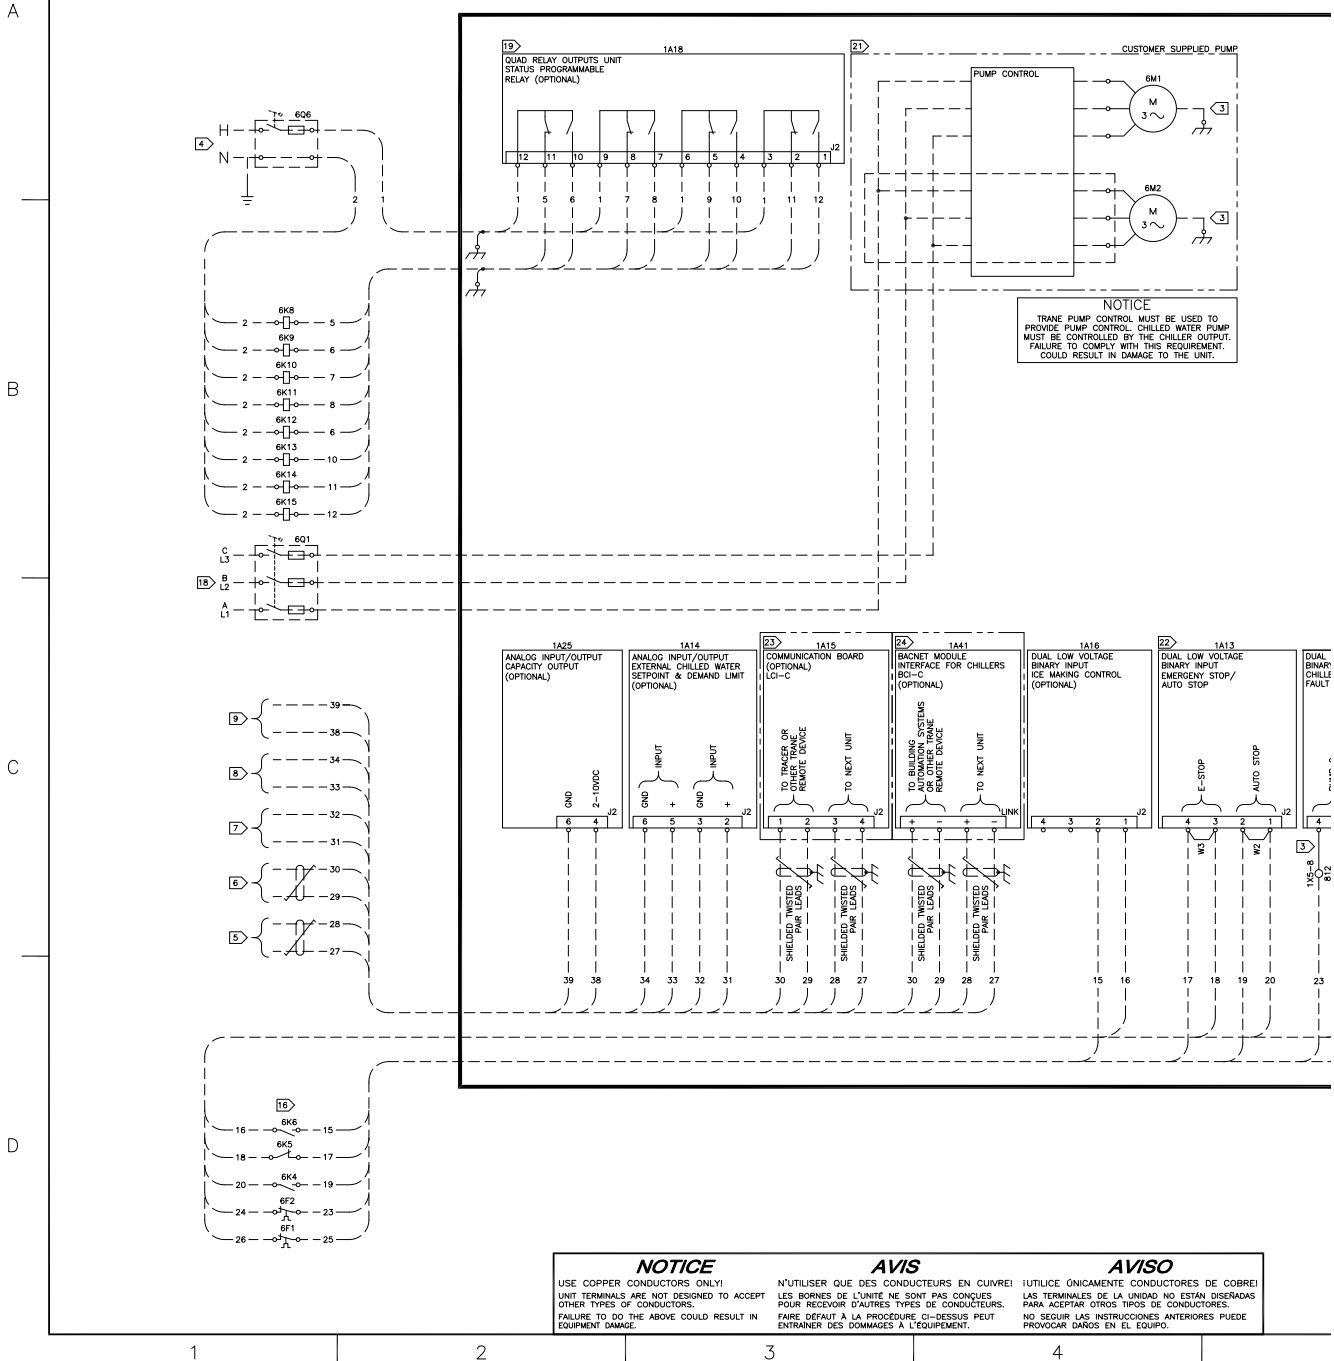 A
B
C
D
1
2
3
4
19
1A18
QUAD RELAY OUTPUTS UNIT
STATUS PROGRAMMABLE
RELAY (OPTIONAL)
12 11 10 9 8 7 6 5 4 3 2 1
J2
1 5 6 1 7 8 1 9 10 1 11 12
21
CUSTOMER SUPPLIED PUMP
PUMP CONTROL
6M1
M
3
3
6M2
M
3
3
NOTICE
TRANE PUMP CONTROL MUST BE USED TO
PROVIDE PUMP CONTROL. CHILLED WATER PUMP
MUST BE CONTROLLED BY THE CHILLER OUTPUT.
FAILURE TO COMPLY WITH THIS REQUIREMENT.
COULD RESULT IN DAMAGE TO THE UNIT.
6Q6
4
H
N
2 1
6K8
2 5
6K9
2 6
6K10
2 7
6K11
2 8
6K12
2 6
6K13
2 10
6K14
2 11
6K15
2 12
6Q1
C
L3
18
B
L2
A
L1
1A25
ANALOG INPUT/OUTPUT
CAPACITY OUTPUT
(OPTIONAL)
GND
2-10VDC
6 4
J2
1A14
ANALOG INPUT/OUTPUT
EXTERNAL CHILLED WATER
SETPOINT & DEMAND LIMIT
(OPTIONAL)
INPUT
INPUT
GND
+
GND
+
6 5 3 2
J2
23
1A15
COMMUNICATION BOARD
(OPTIONAL)
LCI-C
TO TRACER OR
OTHER TRANE
REMOTE DEVICE
TO NEXT UNIT
1 2 3 4
J2
SHIELDED TWISTED
PAIR LEADS
SHIELDED TWISTED
PAIR LEADS
24
1A41
BACNET MODULE
INTERFACE FOR CHILLERS
BCI-C
(OPTIONAL)
TO BUILDING
AUTOMATION SYSTEMS
OR OTHER TRANE
REMOTE DEVICE
TO NEXT UNIT
+ - + -
LINK
SHIELDED TWISTED
PAIR LEADS
SHIELDED TWISTED
PAIR LEADS
1A16
DUAL LOW VOLTAGE
BINARY INPUT
ICE MAKING CONTROL
(OPTIONAL)
4 3 2 1
J2
22
1A13
DUAL LOW VOLTAGE
BINARY INPUT
EMERGENY STOP/
AUTO STOP
E-STOP
AUTO STOP
4 3 2 1
J2
W3
W2
DUAL
BINARY
CHILLE
FAULT
4
3
1X5-8
812
9
39
38
8
34
33
7
32
31
6
30
29
5
28
27
39 38 34 33 32 31 30 29 28 27 30 29 28 27 15 16 17 18 19 20 23
16
6K6
16 15
6K5
18 17
6K4
20 19
6F2
24 23
6F1
26 25
NOTICE
USE COPPER CONDUCTORS ONLY!
UNIT TERMINALS ARE NOT DESIGNED TO ACCEPT
OTHER TYPES OF CONDUCTORS.
FAILURE TO DO THE ABOVE COULD RESULT IN
EQUIPMENT DAMAGE.
AVIS
N'UTILISER QUE DES CONDUCTEURS EN CUIVRE!
LES BORNES DE L'UNITÉ NE SONT PAS CONÇUES
POUR RECEVOIR D'AUTRES TYPES DE CONDUCTEURS.
FAIRE DÉFAUT À LA PROCÉDURE CI-DESSUS PEUT
ENTRAÎNER DES DOMMAGES À L'ÉQUIPEMENT.
AVISO
¡UTILICE ÚNICAMENTE CONDUCTORES DE COBRE!
LAS TERMINALES DE LA UNIDAD NO ESTÁN DISEÑADAS
PARA ACEPTAR OTROS TIPOS DE CONDUCTORES.
NO SEGUIR LAS INSTRUCCIONES ANTERIORES PUEDE
PROVOCAR DAÑOS EN EL EQUIPO.